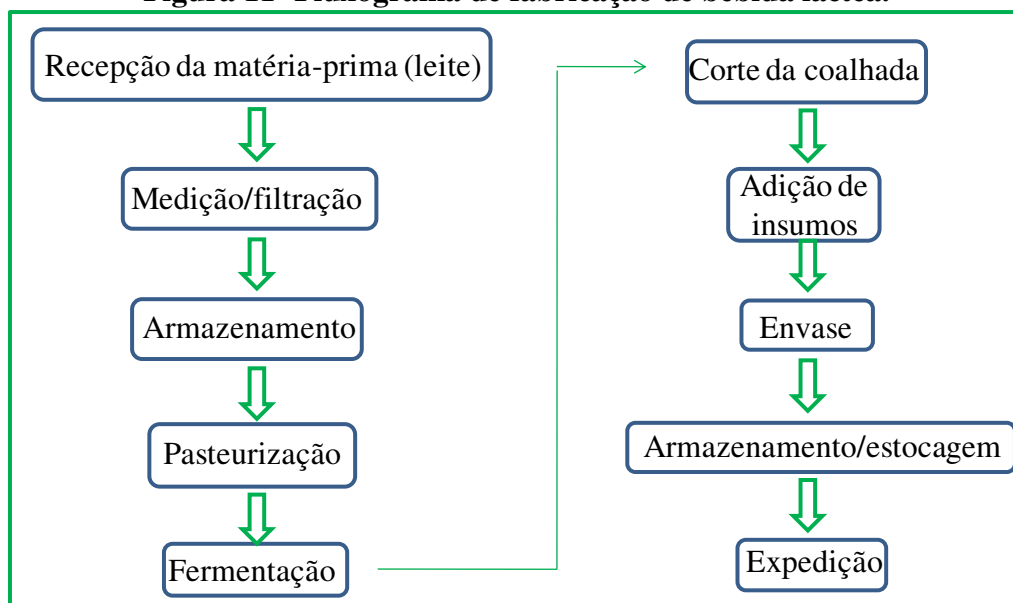 Recepção da matéria-prima (leite)
Medição/filtração
Armazenamento
Pasteurização
Fermentação
Corte da coalhada
Adição de
insumos
Envase
Armazenamento/estocagem
Expedição